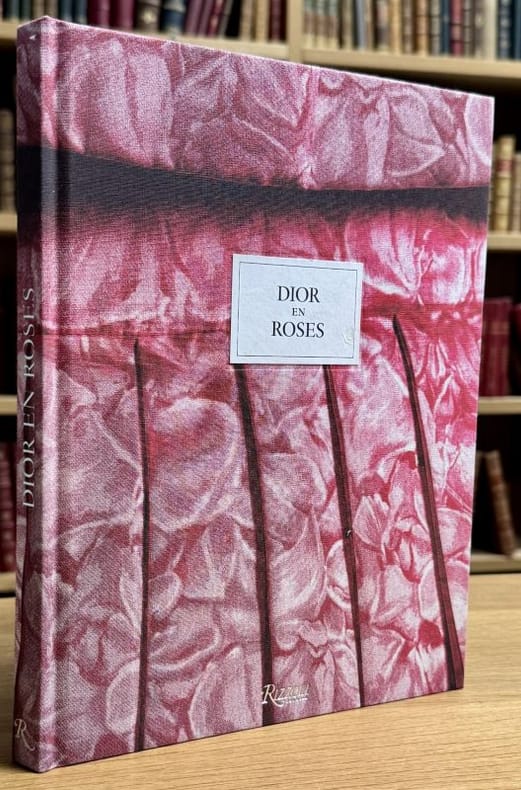 DIOR
EN
ROSES
DIOR EN ROSES
RIZZOLI
R